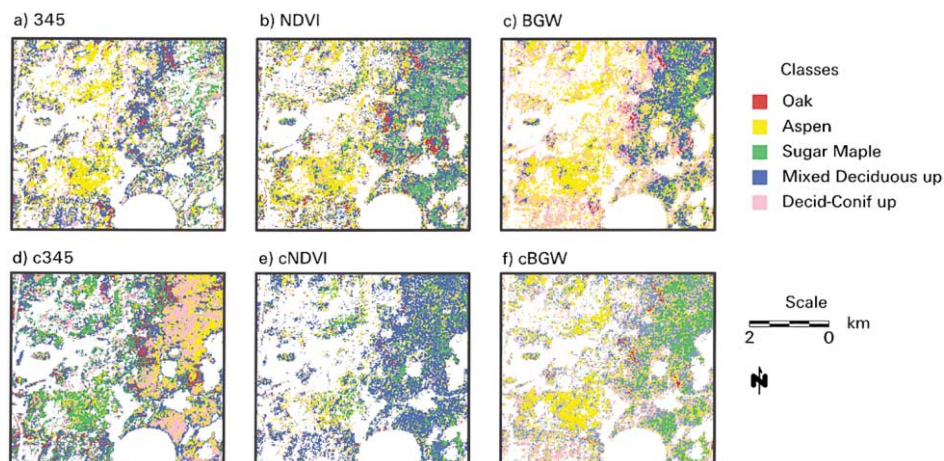 a) 345
b) NDVI
c) BGW
Classes
Oak
Aspen
Sugar Maple
Mixed Deciduous up
Decid-Conif up
d) c345
e) cNDVI
f) cBGW
Scale
2 0 km
N